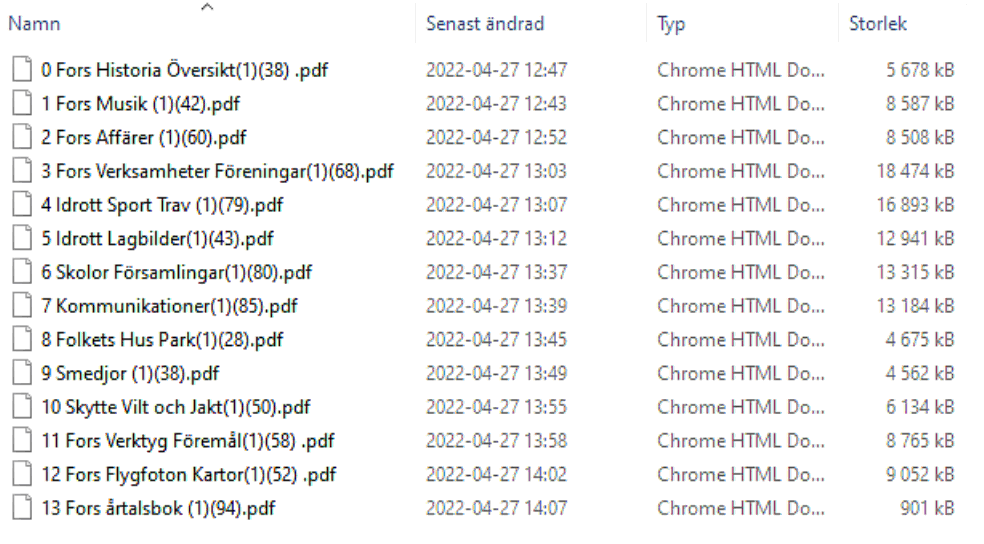 Namn Senast ändrad Typ Storlek
0 Fors Historia Översikt(1)(38) .pdf 2022-04-27 12:47 Chrome HTML Do... 5 678 kB
1 Fors Musik (1)(42).pdf 2022-04-27 12:43 Chrome HTML Do... 8 587 kB
2 Fors Affärer (1)(60).pdf 2022-04-27 12:52 Chrome HTML Do... 8 508 kB
3 Fors Verksamheter Föreningar(1)(68).pdf 2022-04-27 13:03 Chrome HTML Do... 18 474 kB
4 Idrott Sport Trav (1)(79).pdf 2022-04-27 13:07 Chrome HTML Do... 16 893 kB
5 Idrott Lagbilder(1)(43).pdf 2022-04-27 13:12 Chrome HTML Do... 12 941 kB
6 Skolor Församlingar(1)(80).pdf 2022-04-27 13:37 Chrome HTML Do... 13 315 kB
7 Kommunikationer(1)(85).pdf 2022-04-27 13:39 Chrome HTML Do... 13 184 kB
8 Folkets Hus Park(1)(28).pdf 2022-04-27 13:45 Chrome HTML Do... 4 675 kB
9 Smedjor (1)(38).pdf 2022-04-27 13:49 Chrome HTML Do... 4 562 kB
10 Skytte Vilt och Jakt(1)(50).pdf 2022-04-27 13:55 Chrome HTML Do... 6 134 kB
11 Fors Verktyg Föremål(1)(58) .pdf 2022-04-27 13:58 Chrome HTML Do... 8 765 kB
12 Fors Flygfoton Kartor(1)(52) .pdf 2022-04-27 14:02 Chrome HTML Do... 9 052 kB
13 Fors årtalsbok (1)(94).pdf 2022-04-27 14:07 Chrome HTML Do... 901 kB